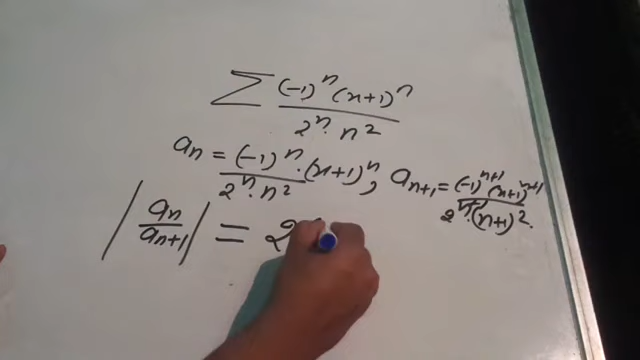 ∑ (-1)^n (x+1)^n / 2^n · n^2
a_n = (-1)^n · (x+1)^n / 2^n · n^2 , a_{n+1} = (-1)^{n+1} (x+1)^{n+1} / 2^{n+1} · (n+1)^2 .
|a_n / a_{n+1}| = 2